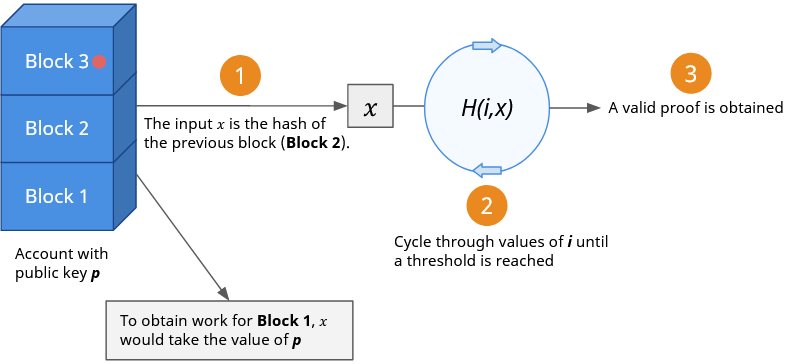 Block 3
Block 2
Block 1
Account with
public key p
1
The input x is the hash of
the previous block (Block 2).
x
H(i,x)
2
Cycle through values of i until
a threshold is reached
3
A valid proof is obtained
To obtain work for Block 1, x
would take the value of p